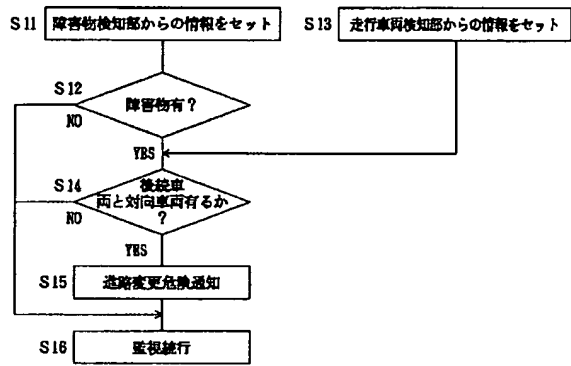 S11 障害物検知部からの情報をセット
S13 走行車両検知部からの情報をセット
S12
障害物有?
NO
YES
S14
後続車
両と対向車両有るか
?
NO
YES
S15 進路変更危険通知
S16 監視続行